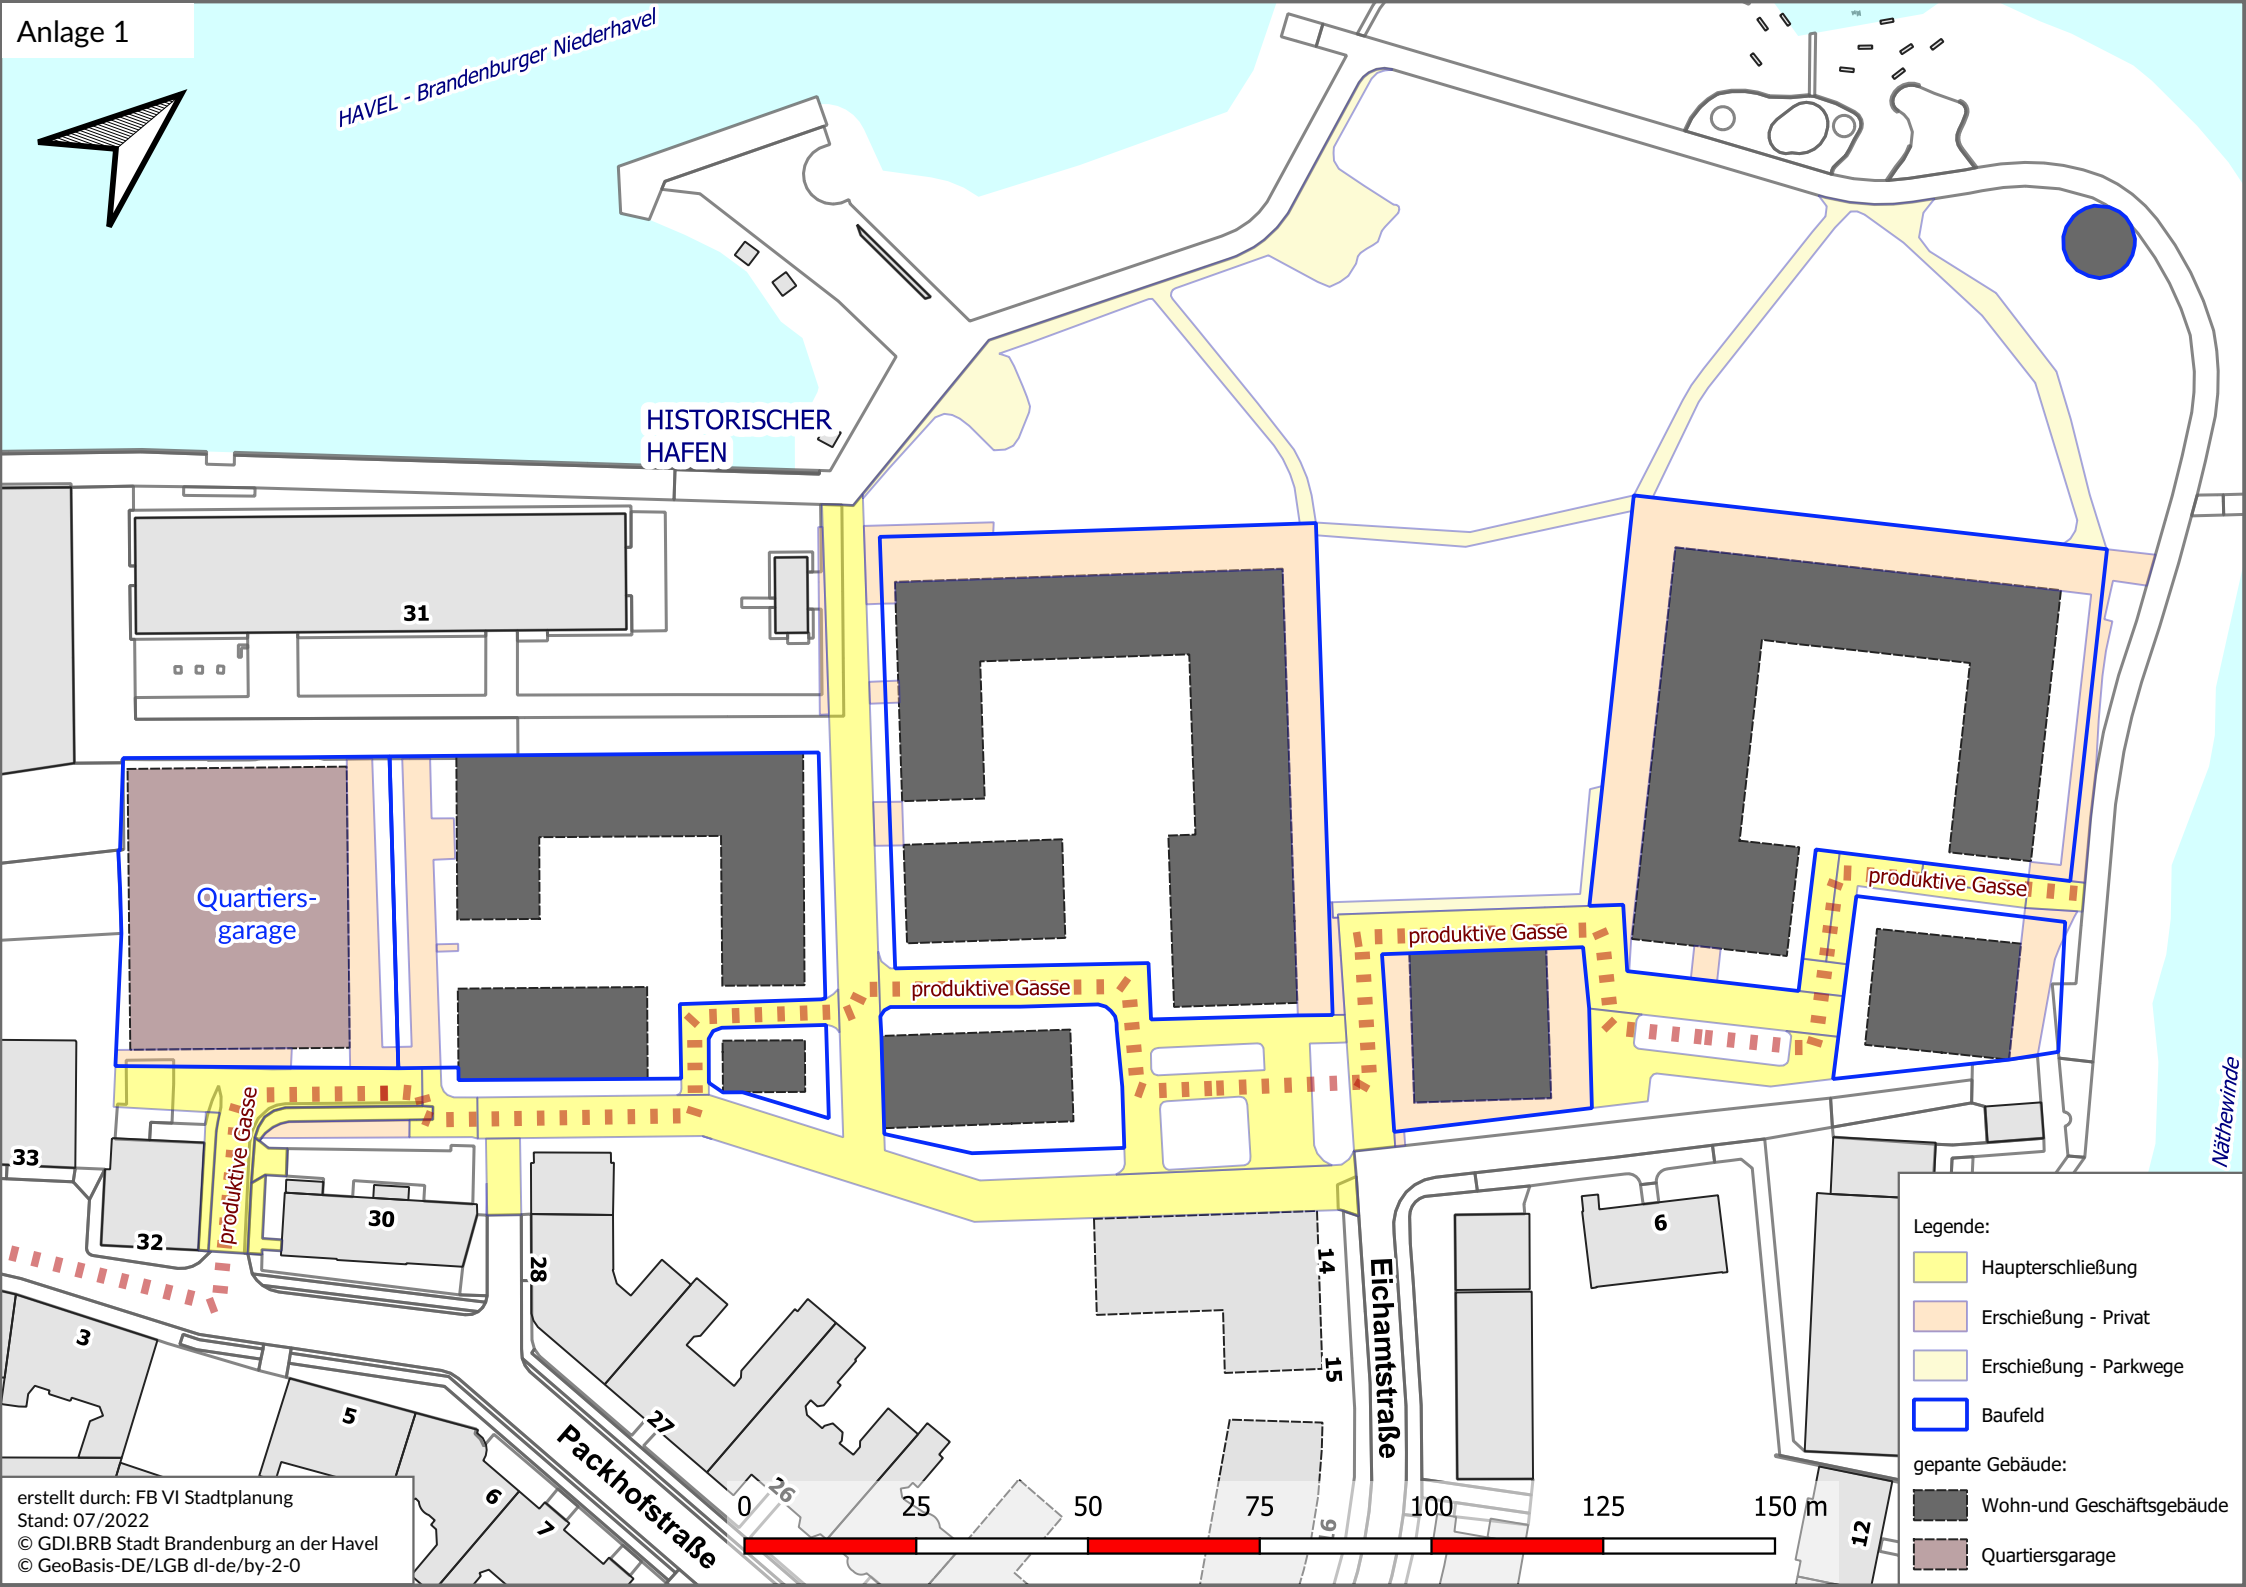 Anlage 1
HAVEL - Brandenburger Niederhavel
HISTORISCHER
HAFEN
31
Quartiers-
garage
produktive Gasse
produktive Gasse
produktive Gasse
produktive Gasse
33
32
30
28
27
26
3
5
6
7
14
15
16
6
12
Packhofstraße
Eichamtstraße
Näthewinde
0 25 50 75 100 125 150 m
erstellt durch: FB VI Stadtplanung
Stand: 07/2022
© GDI.BRB Stadt Brandenburg an der Havel
© GeoBasis-DE/LGB dl-de/by-2-0
Legende:
Haupterschließung
Erschießung - Privat
Erschießung - Parkwege
Baufeld
gepante Gebäude:
Wohn-und Geschäftsgebäude
Quartiersgarage